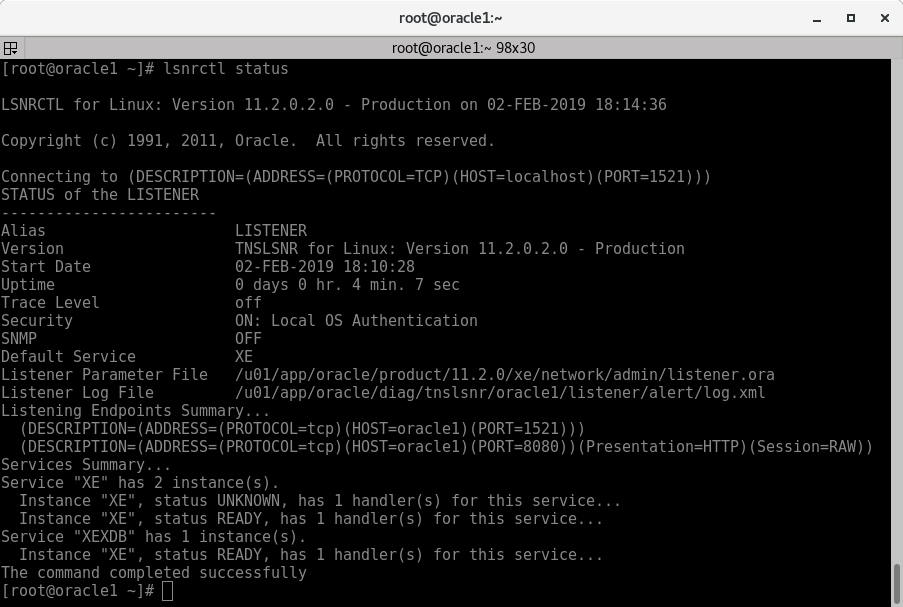 root@oracle1:~
root@oracle1:~ 98x30
[root@oracle1 ~]# lsnrctl status
LSNRCTL for Linux: Version 11.2.0.2.0 - Production on 02-FEB-2019 18:14:36
Copyright (c) 1991, 2011, Oracle.  All rights reserved.
Connecting to (DESCRIPTION=(ADDRESS=(PROTOCOL=TCP)(HOST=localhost)(PORT=1521)))
STATUS of the LISTENER
------------------------
Alias                     LISTENER
Version                   TNSLSNR for Linux: Version 11.2.0.2.0 - Production
Start Date                02-FEB-2019 18:10:28
Uptime                    0 days 0 hr. 4 min. 7 sec
Trace Level               off
Security                  ON: Local OS Authentication
SNMP                      OFF
Default Service           XE
Listener Parameter File   /u01/app/oracle/product/11.2.0/xe/network/admin/listener.ora
Listener Log File         /u01/app/oracle/diag/tnslsnr/oracle1/listener/alert/log.xml
Listening Endpoints Summary...
  (DESCRIPTION=(ADDRESS=(PROTOCOL=tcp)(HOST=oracle1)(PORT=1521)))
  (DESCRIPTION=(ADDRESS=(PROTOCOL=tcp)(HOST=oracle1)(PORT=8080))(Presentation=HTTP)(Session=RAW))
Services Summary...
Service "XE" has 2 instance(s).
  Instance "XE", status UNKNOWN, has 1 handler(s) for this service...
  Instance "XE", status READY, has 1 handler(s) for this service...
Service "XEXDB" has 1 instance(s).
  Instance "XE", status READY, has 1 handler(s) for this service...
The command completed successfully
[root@oracle1 ~]#